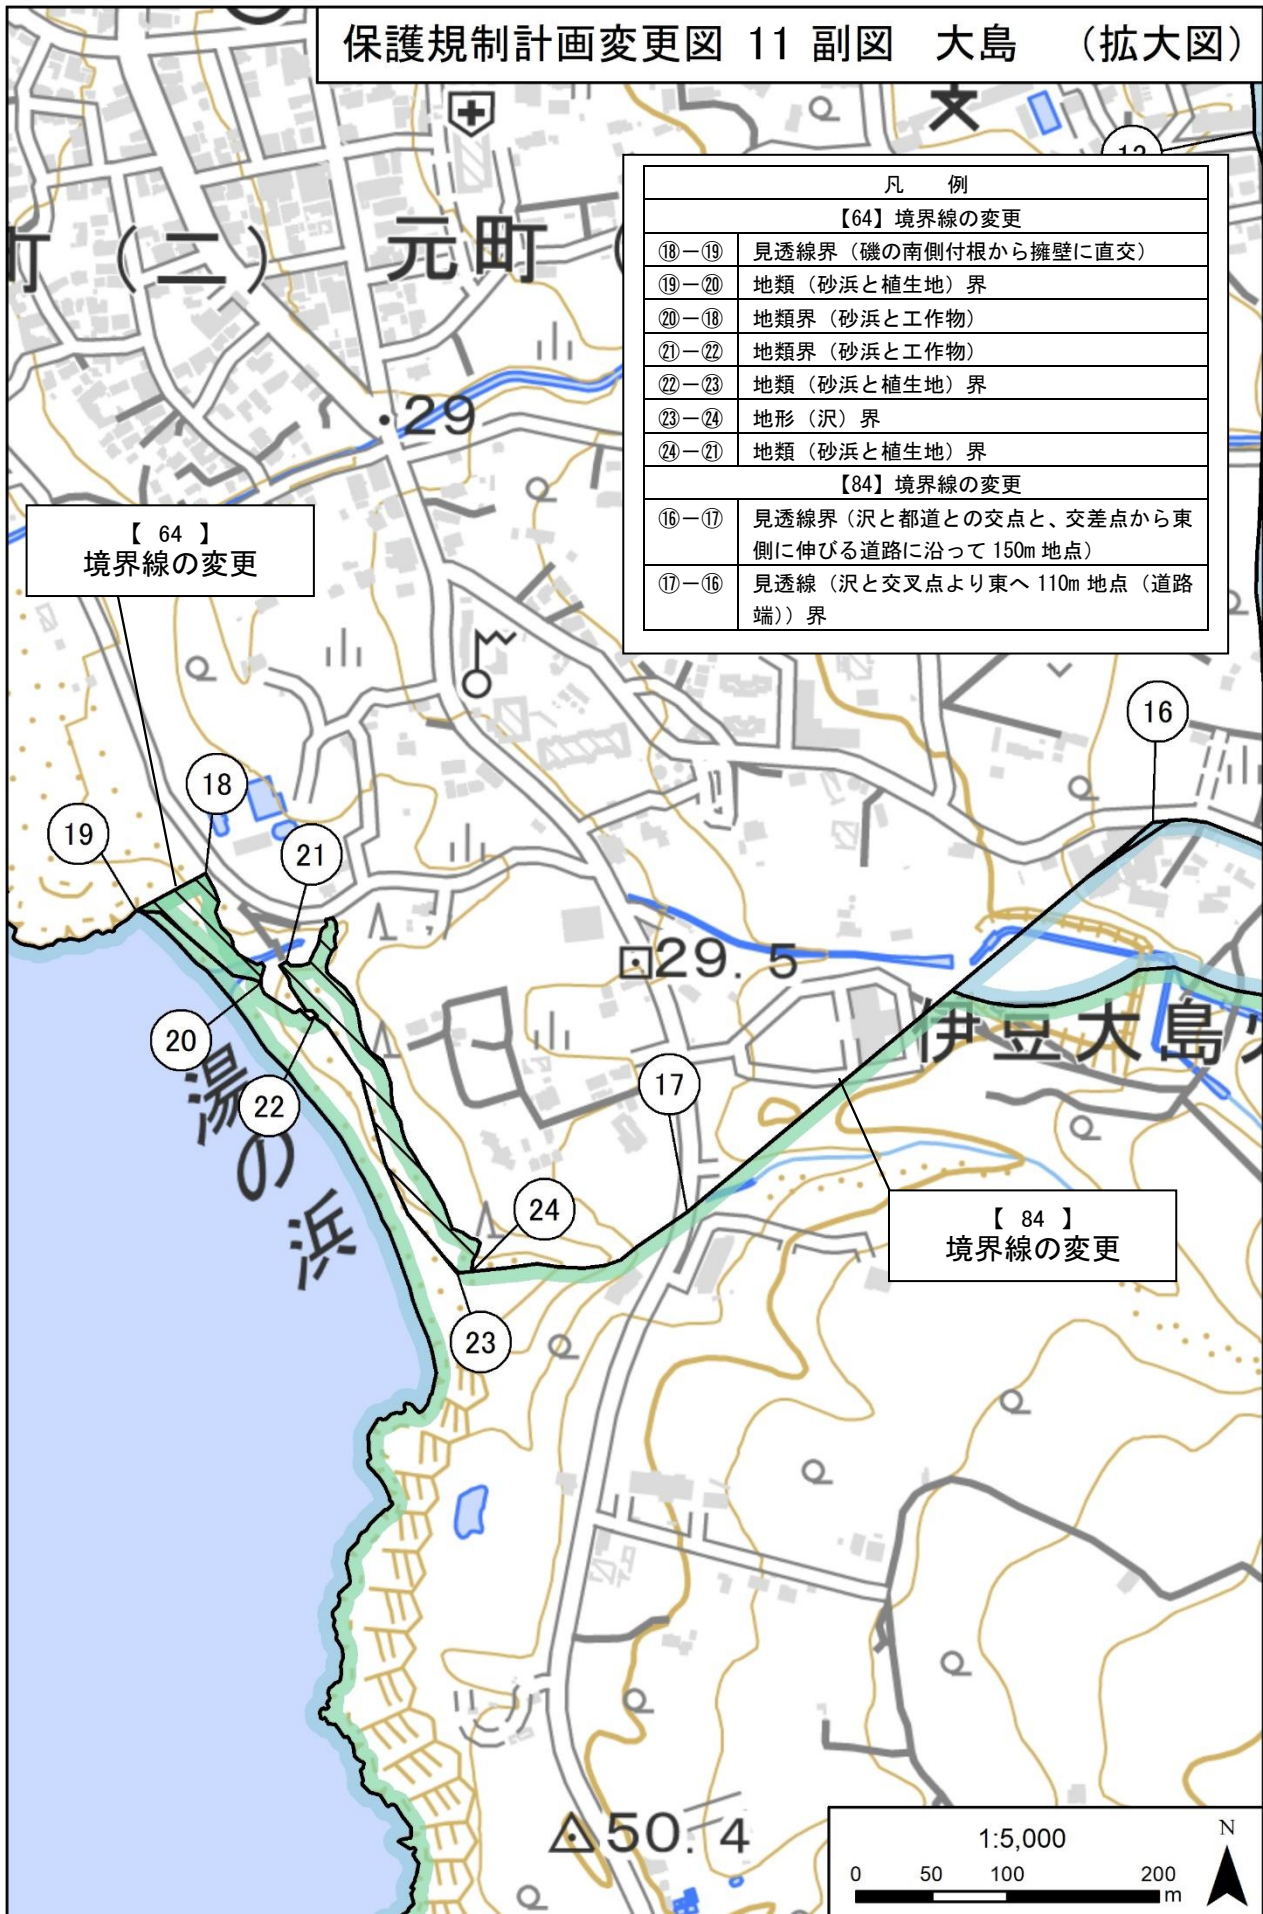 保護規制計画変更図 11 副図　大島　（拡大図）
凡　例
【64】境界線の変更
⑱－⑲ 見透線界（磯の南側付根から擁壁に直交）
⑲－⑳ 地類（砂浜と植生地）界
⑳－⑱ 地類界（砂浜と工作物）
㉑－㉒ 地類界（砂浜と工作物）
㉒－㉓ 地類（砂浜と植生地）界
㉓－㉔ 地形（沢）界
㉔－㉑ 地類（砂浜と植生地）界
【84】境界線の変更
⑯－⑰ 見透線界（沢と都道との交点と、交差点から東
側に伸びる道路に沿って 150m 地点）
⑰－⑯ 見透線（沢と交叉点より東へ 110m 地点（道路
端））界
町（二）
元町（
29
【 64 】
境界線の変更
16
18
19
21
29.5
20
22
17
伊豆大島
湯の浜
24
23
【 84 】
境界線の変更
50.4
1:5,000
N
0 50 100 200
m